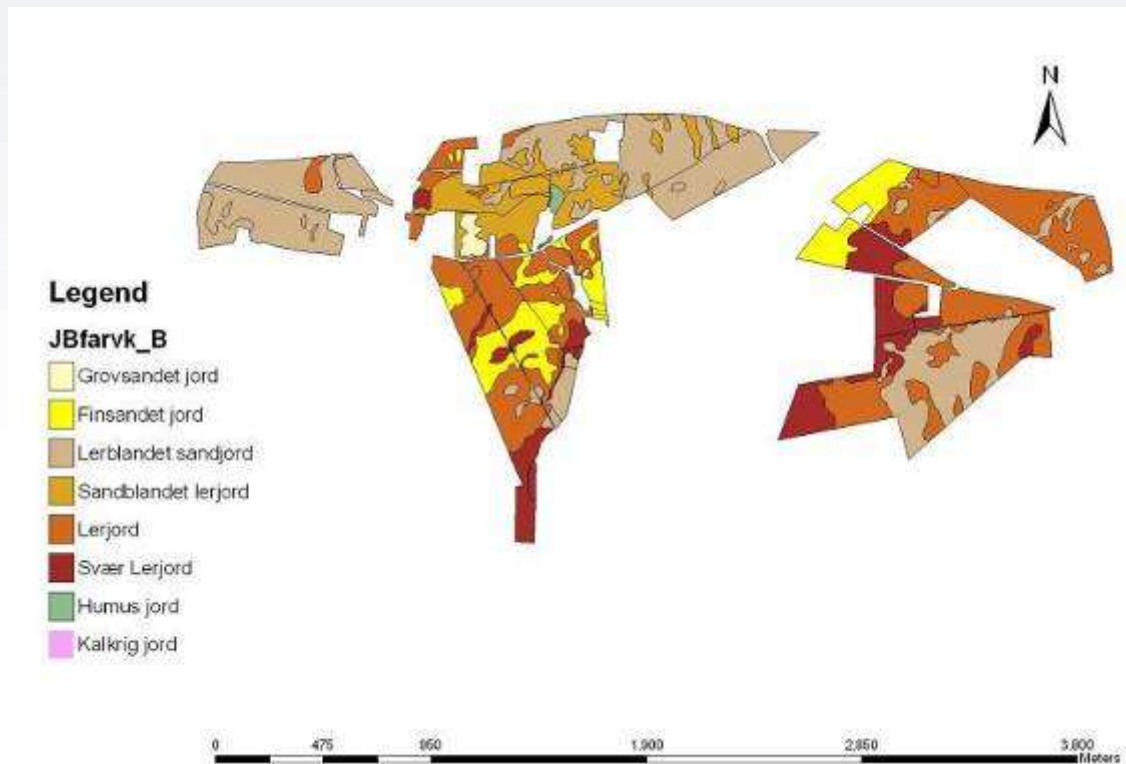 N
Legend
JBfarvk_B
Grovsandet jord
Finsandet jord
Lerblandet sandjord
Sandblandet lerjord
Lerjord
Svær Lerjord
Humus jord
Kalkrig jord
0 475 950 1,900 2,850 3,800
Meters